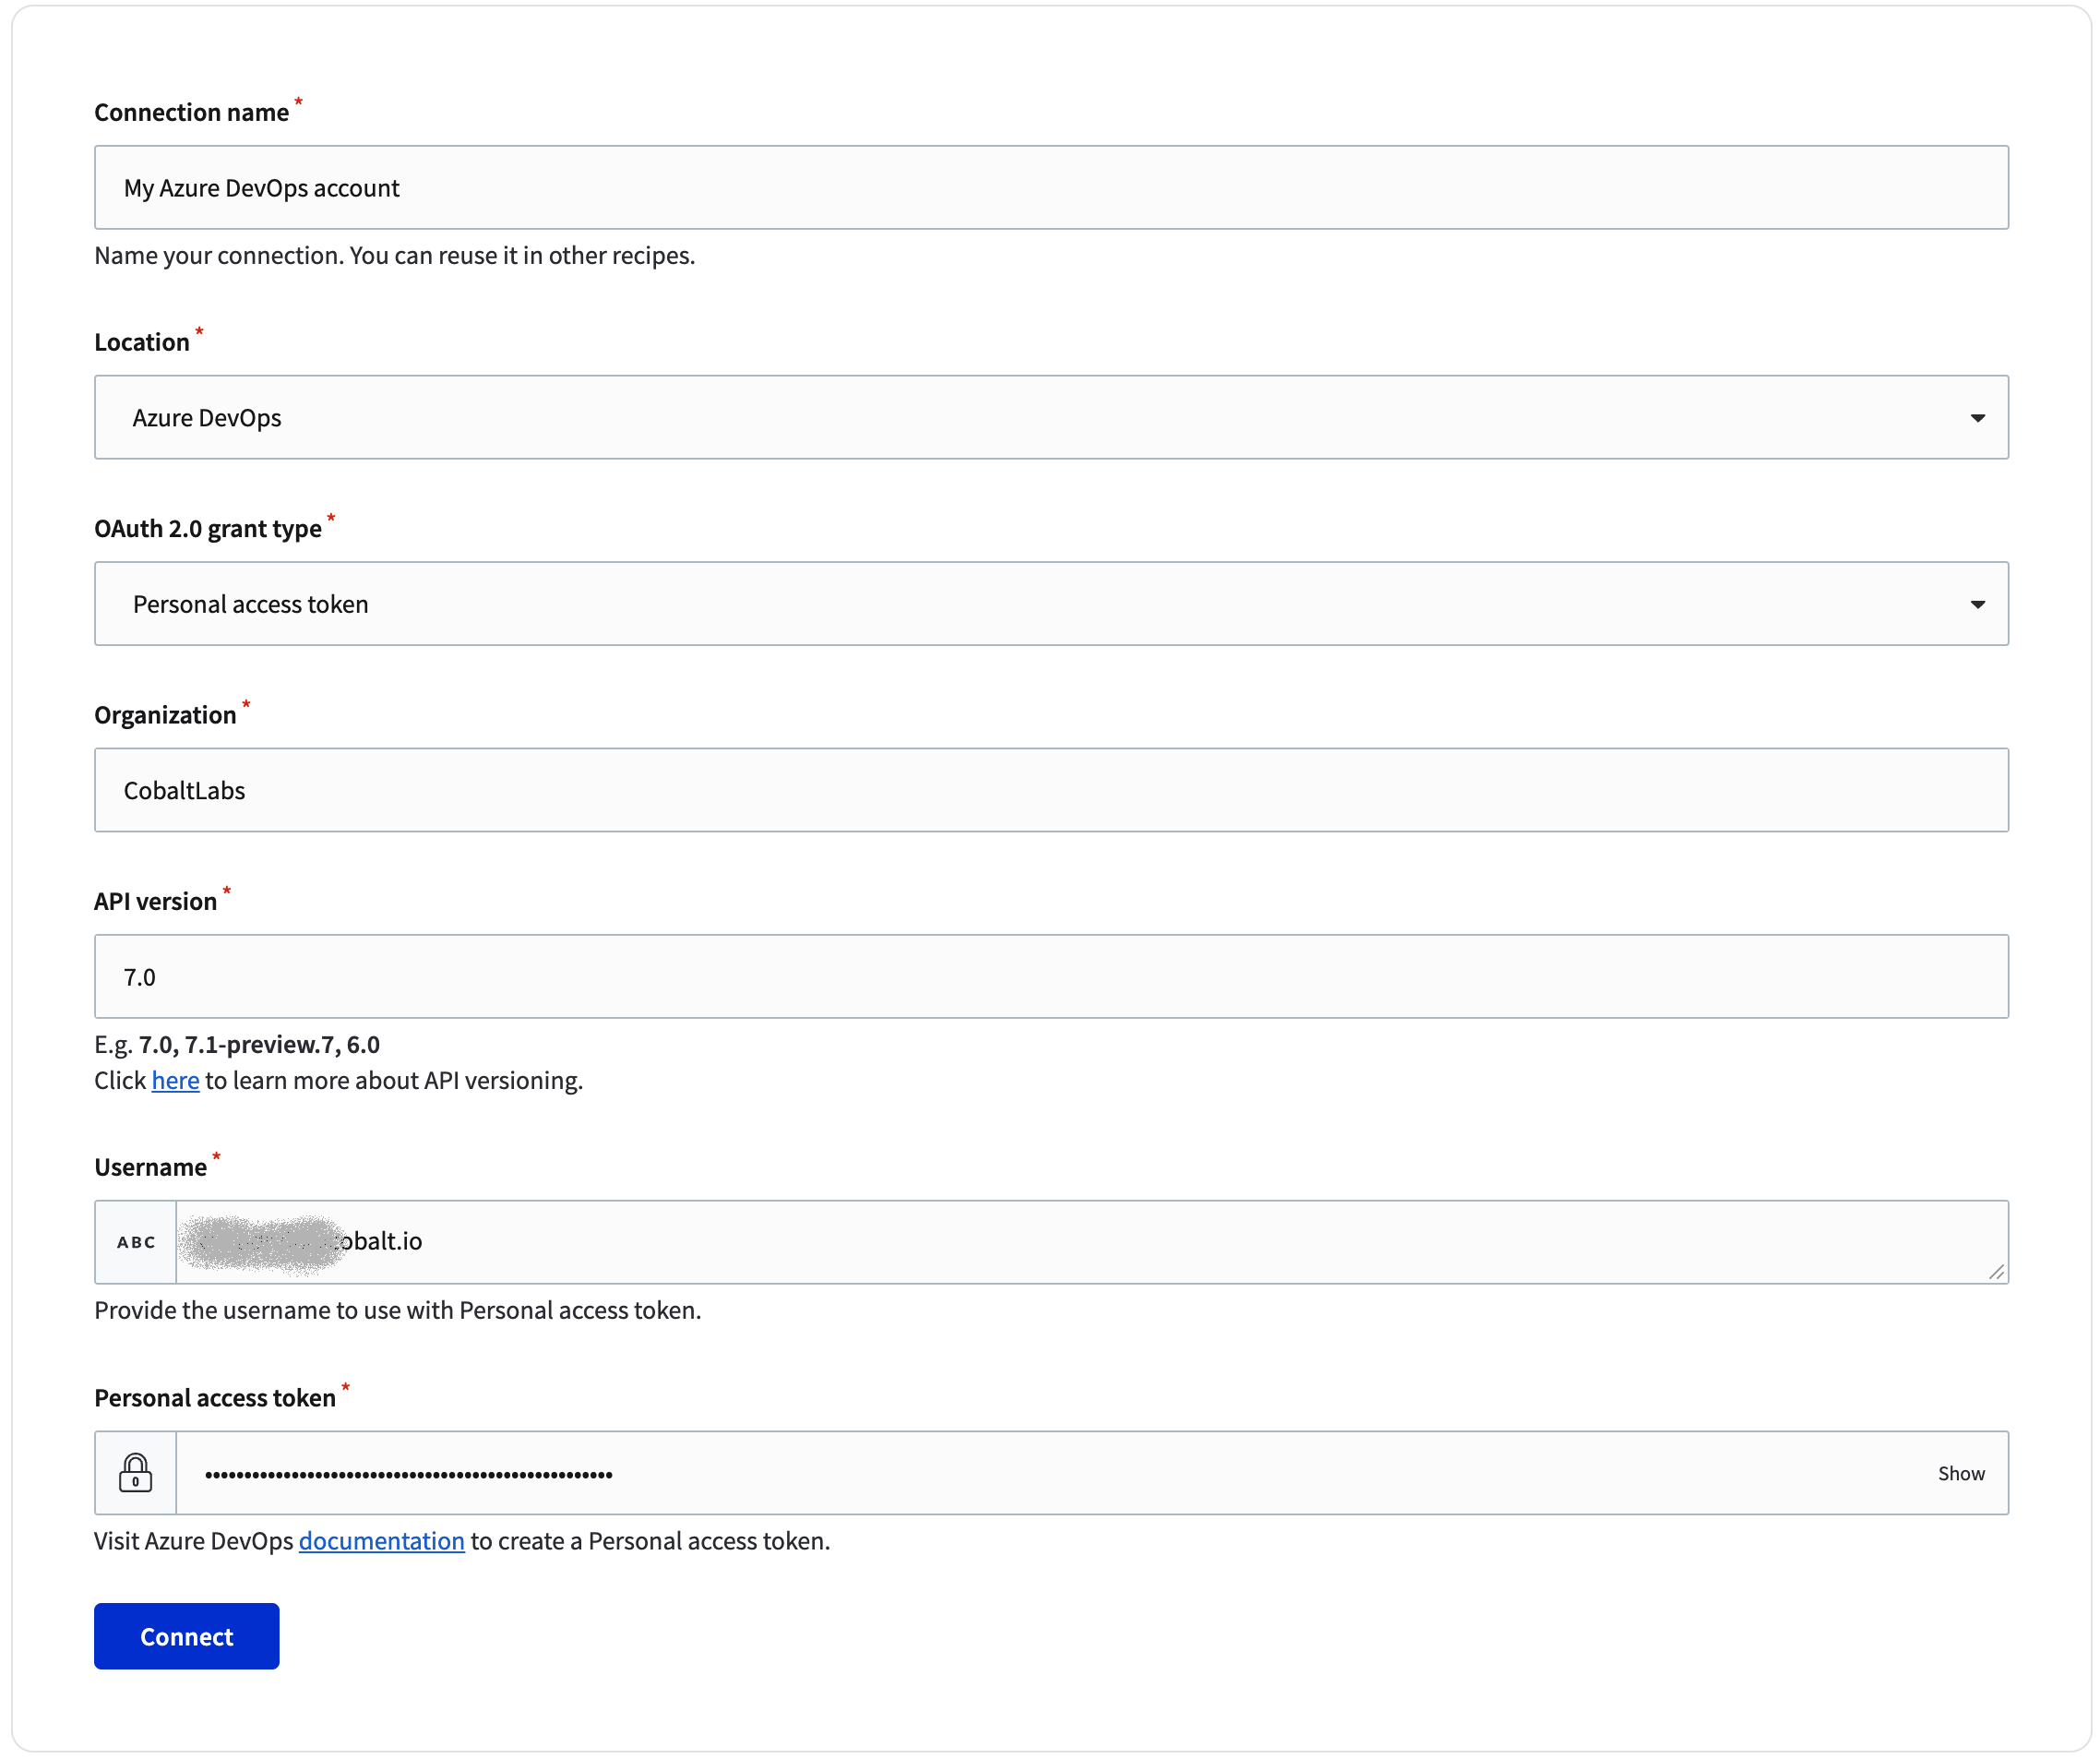 Connection name *
My Azure DevOps account
Name your connection. You can reuse it in other recipes.
Location *
Azure DevOps
OAuth 2.0 grant type *
Personal access token
Organization *
CobaltLabs
API version *
7.0
E.g. 7.0, 7.1-preview.7, 6.0
Click here to learn more about API versioning.
Username *
ABC obalt.io
Provide the username to use with Personal access token.
Personal access token *
•••••••••••••••••••••••••••••••••••••••••••••••••••• Show
Visit Azure DevOps documentation to create a Personal access token.
Connect